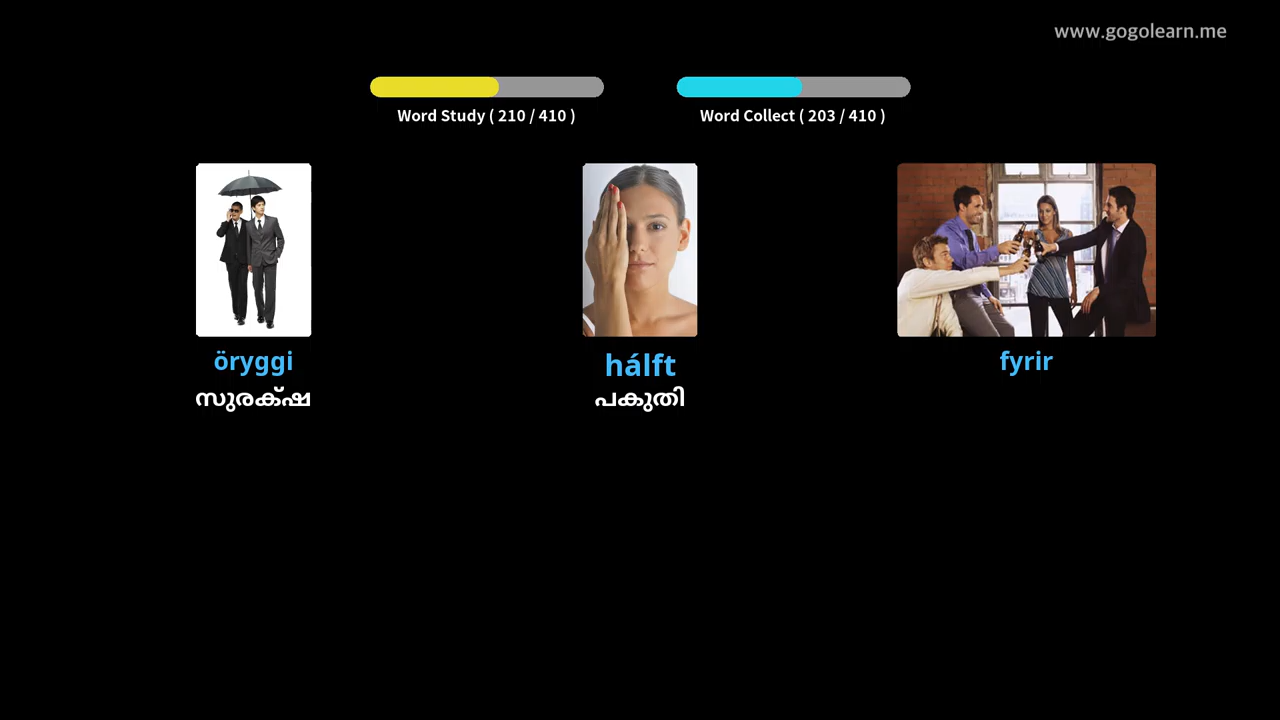 www.gogolearn.me
Word Study ( 210 / 410 )
Word Collect ( 203 / 410 )
öryggi
hálft
fyrir
സുരക്ഷ
പകുതി